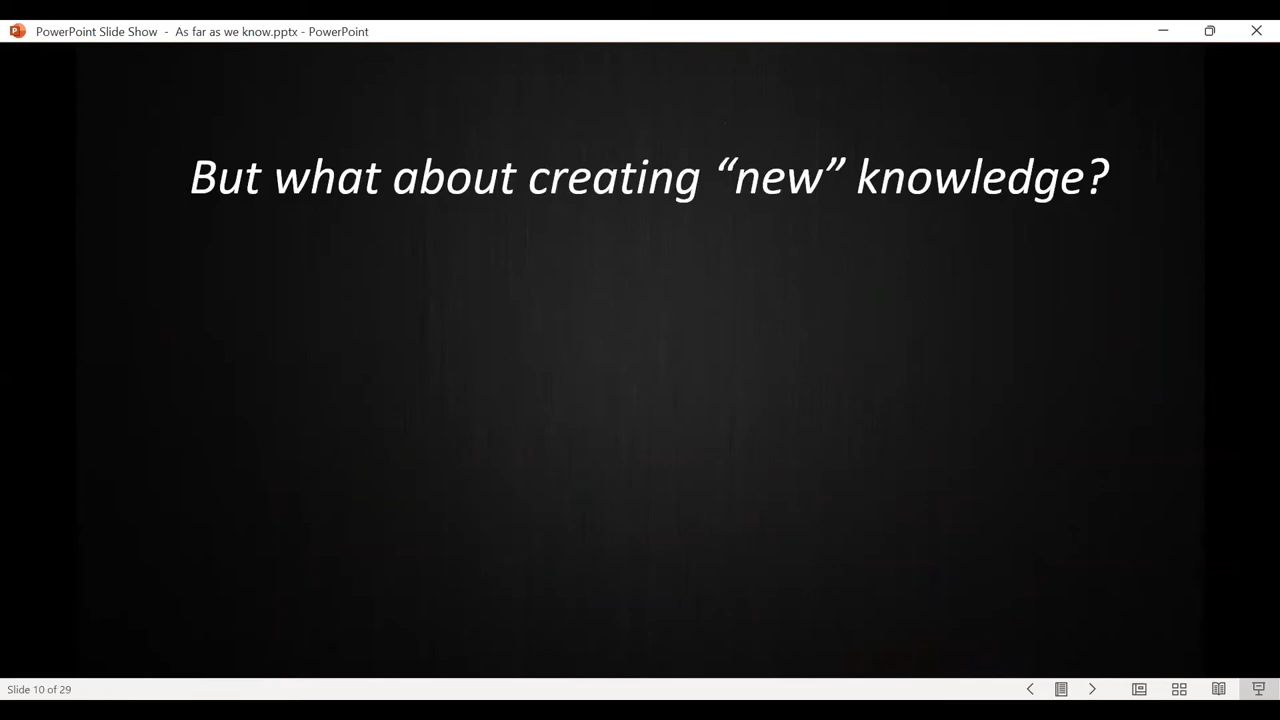 PowerPoint Slide Show - As far as we know.pptx - PowerPoint
But what about creating “new” knowledge?
Slide 10 of 29